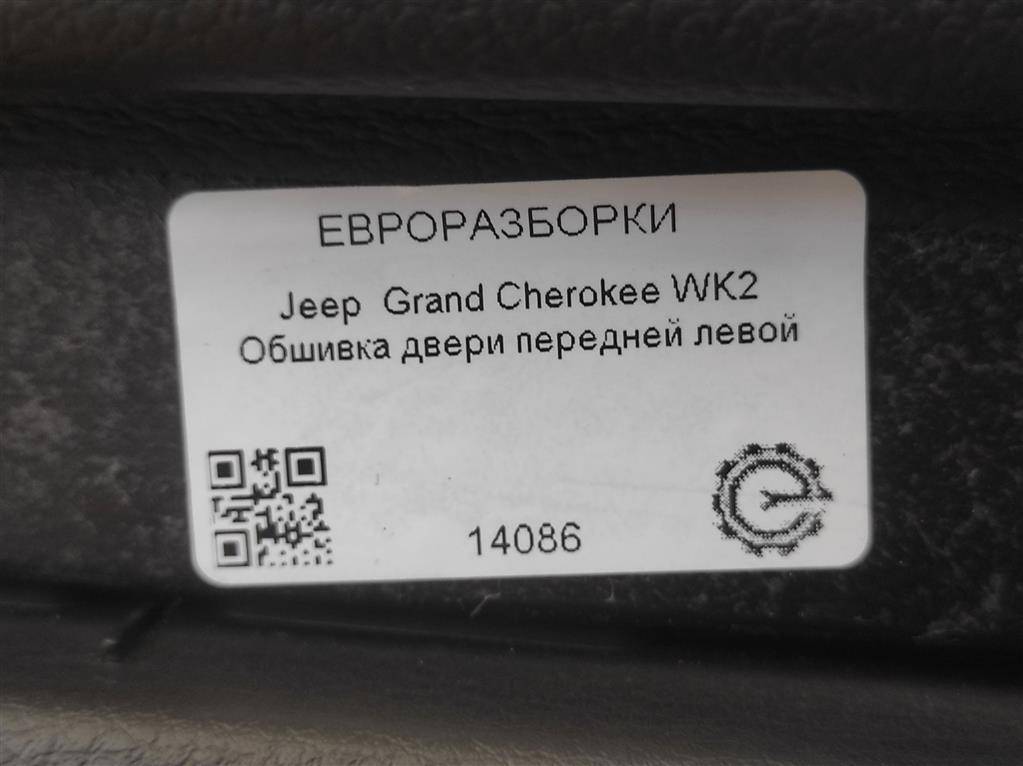 ЕВРОРАЗБОРКИ
Jeep Grand Cherokee WK2
Обшивка двери передней левой
14086